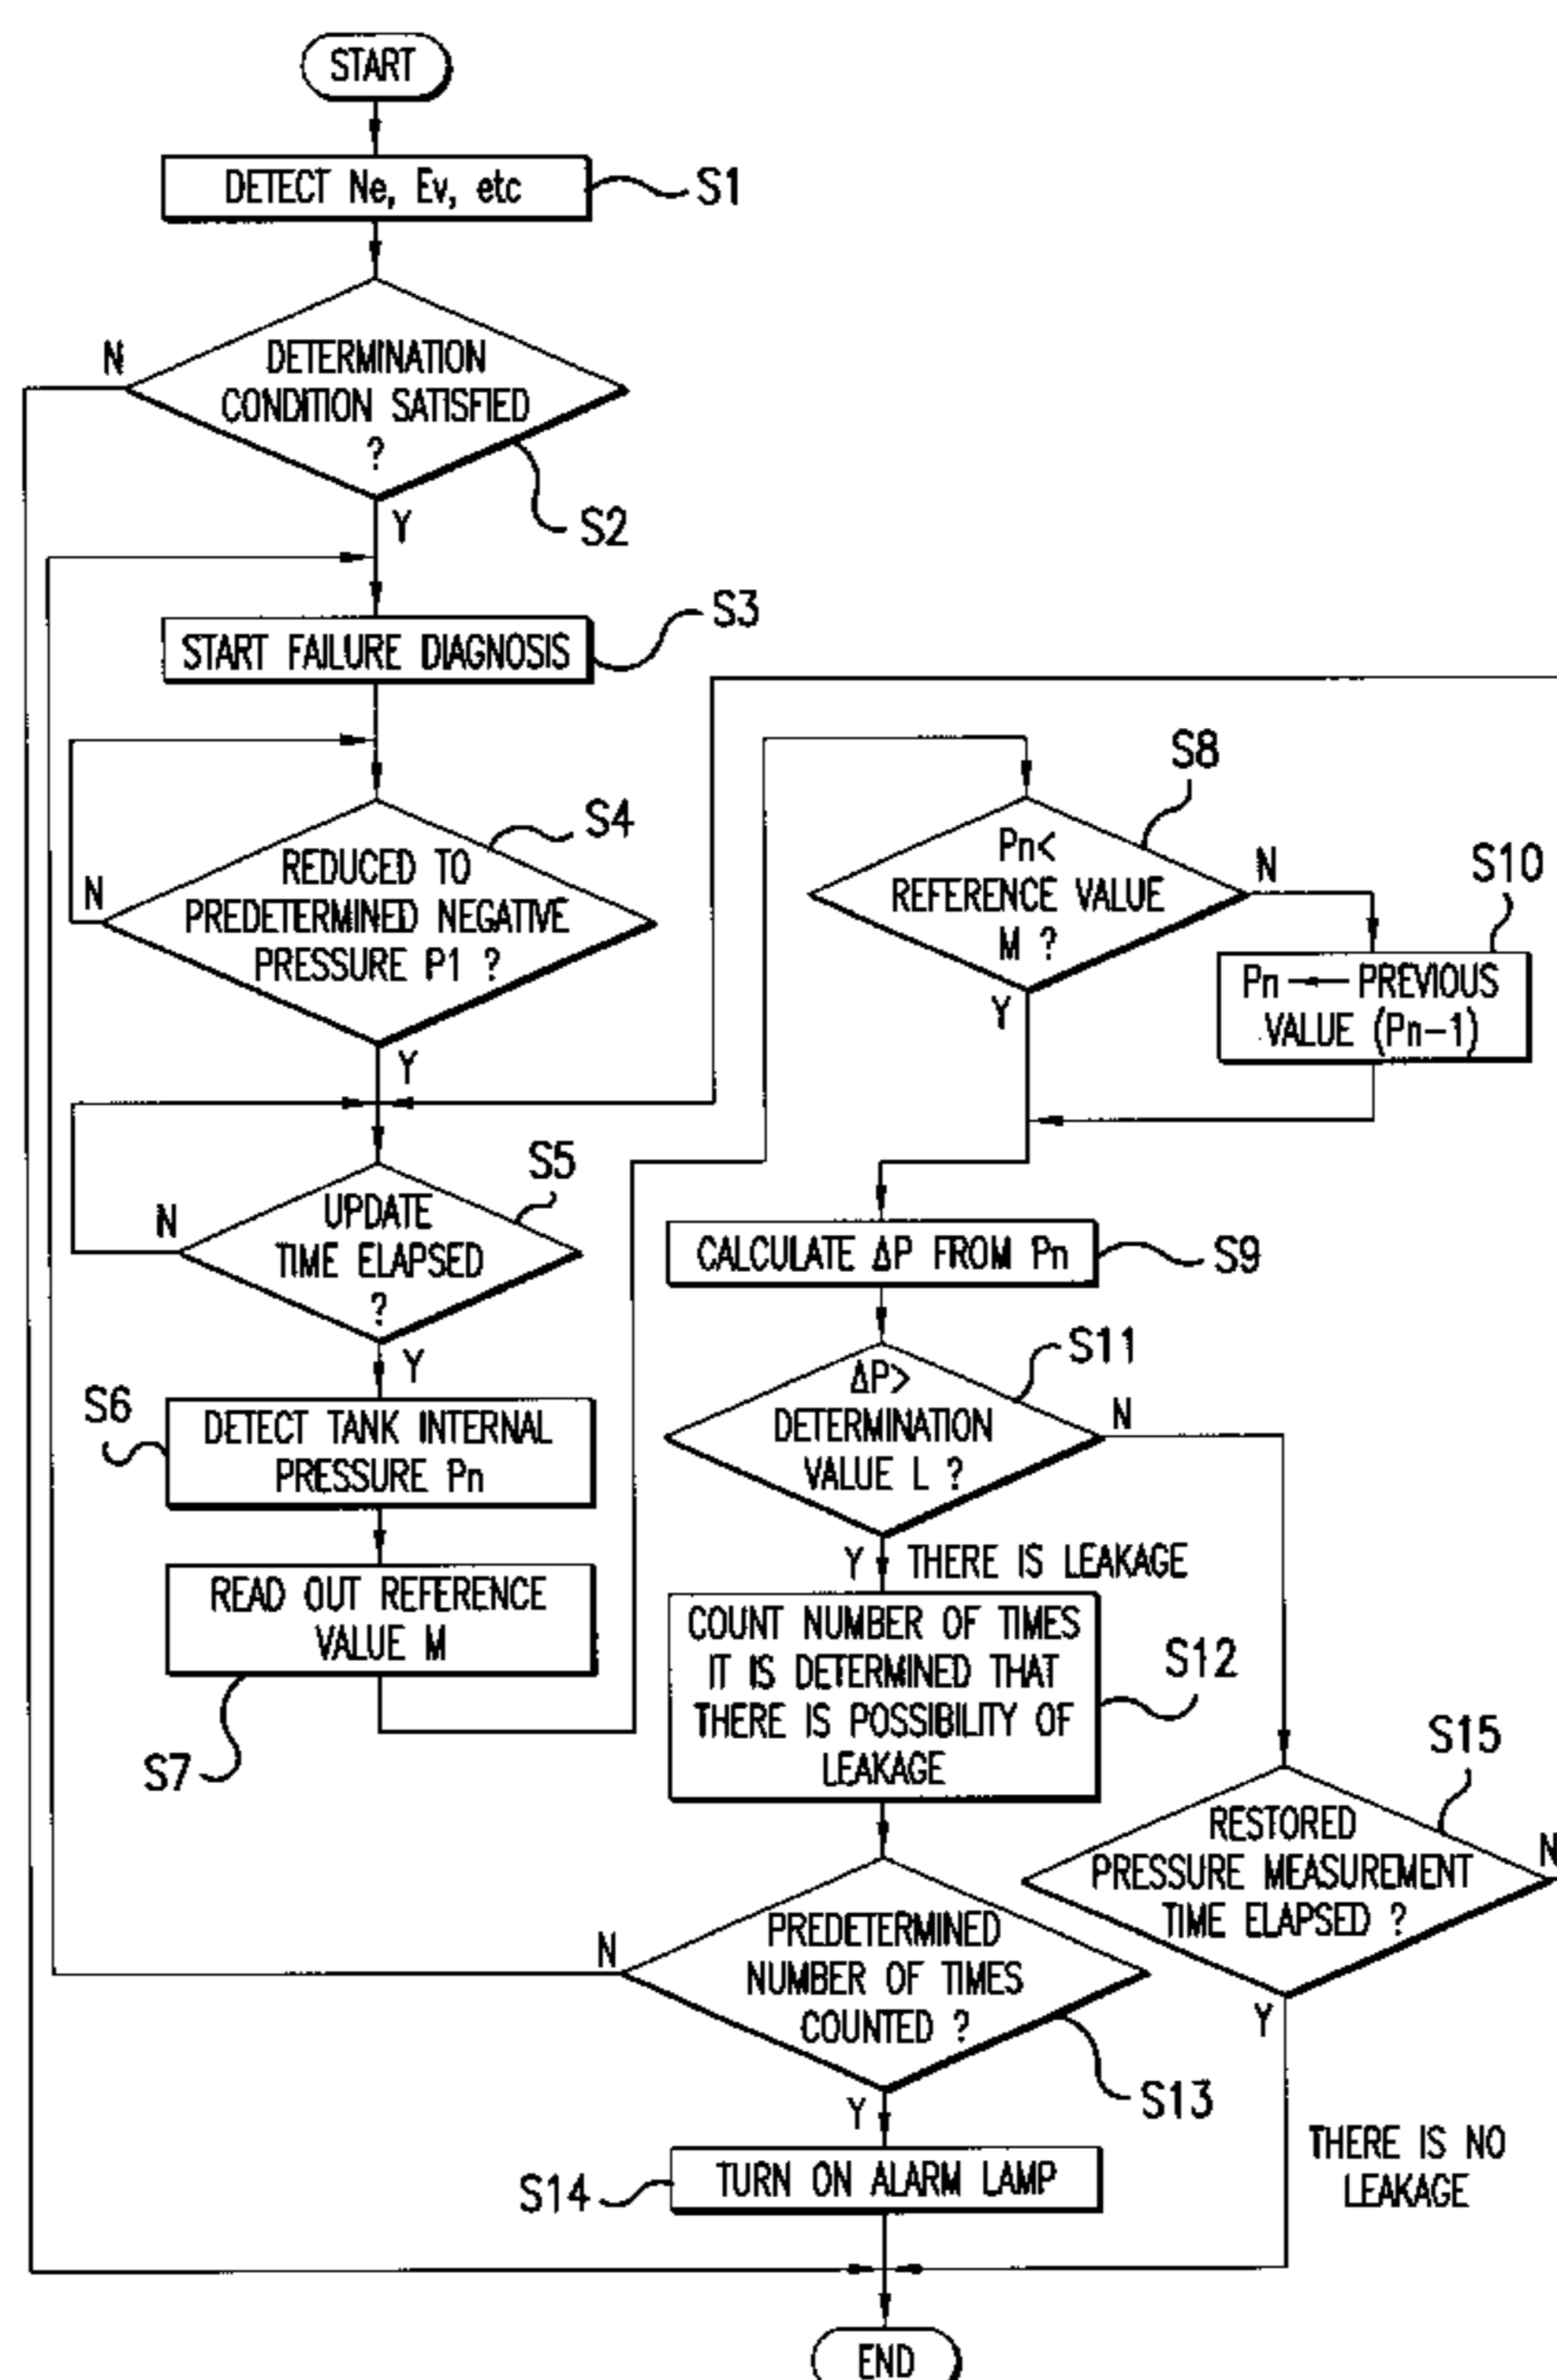 START
DETECT Ne, Ev, etc
S1
N
DETERMINATION
CONDITION SATISFIED
?
Y
S2
START FAILURE DIAGNOSIS
S3
S4
N
REDUCED TO
PREDETERMINED NEGATIVE
PRESSURE P1 ?
Y
S5
N
UPDATE
TIME ELAPSED
?
Y
S6
DETECT TANK INTERNAL
PRESSURE Pn
READ OUT REFERENCE
VALUE M
S7
S8
Pn<
REFERENCE VALUE
M ?
N
Y
S10
Pn ← PREVIOUS
VALUE (Pn-1)
CALCULATE ΔP FROM Pn
S9
S11
ΔP>
DETERMINATION
VALUE L ?
N
Y
THERE IS LEAKAGE
COUNT NUMBER OF TIMES
IT IS DETERMINED THAT
THERE IS POSSIBILITY OF
LEAKAGE
S12
S15
RESTORED
PRESSURE MEASUREMENT
TIME ELAPSED ?
N
Y
N
PREDETERMINED
NUMBER OF TIMES
COUNTED ?
Y
S13
THERE IS NO
LEAKAGE
S14
TURN ON ALARM LAMP
END